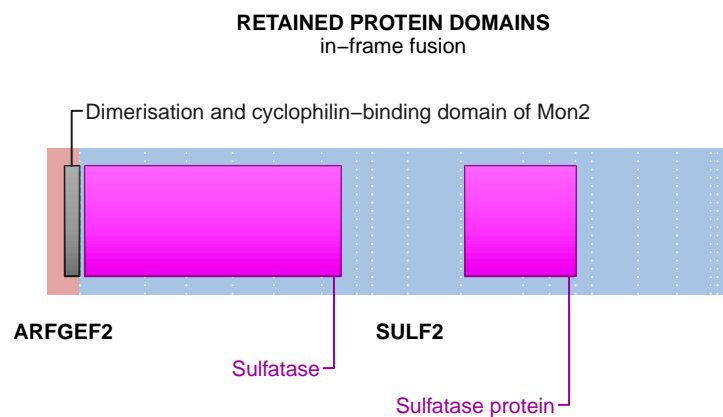 RETAINED PROTEIN DOMAINS
in−frame fusion
Dimerisation and cyclophilin−binding domain of Mon2
ARFGEF2
SULF2
Sulfatase
Sulfatase protein